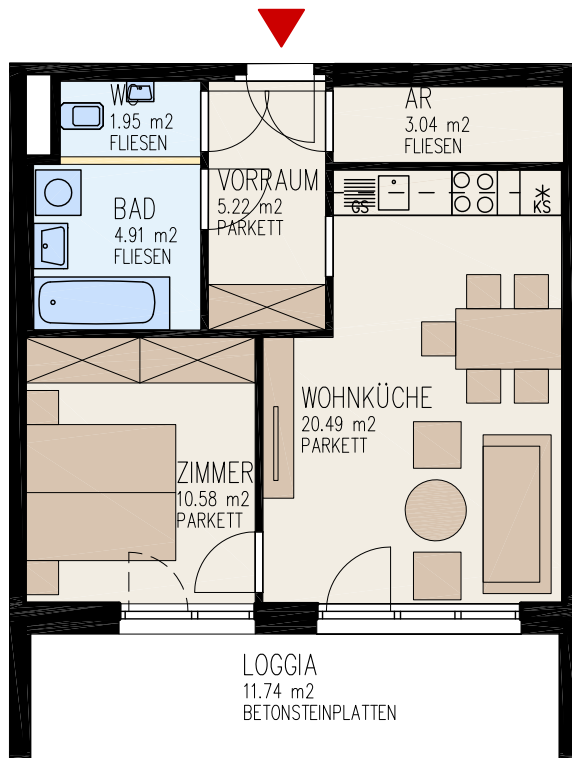 WC
1.95 m2
FLIESEN
AR
3.04 m2
FLIESEN
VORRAUM
5.22 m2
PARKETT
GS
KS
BAD
4.91 m2
FLIESEN
WOHNKÜCHE
20.49 m2
PARKETT
ZIMMER
10.58 m2
PARKETT
LOGGIA
11.74 m2
BETONSTEINPLATTEN